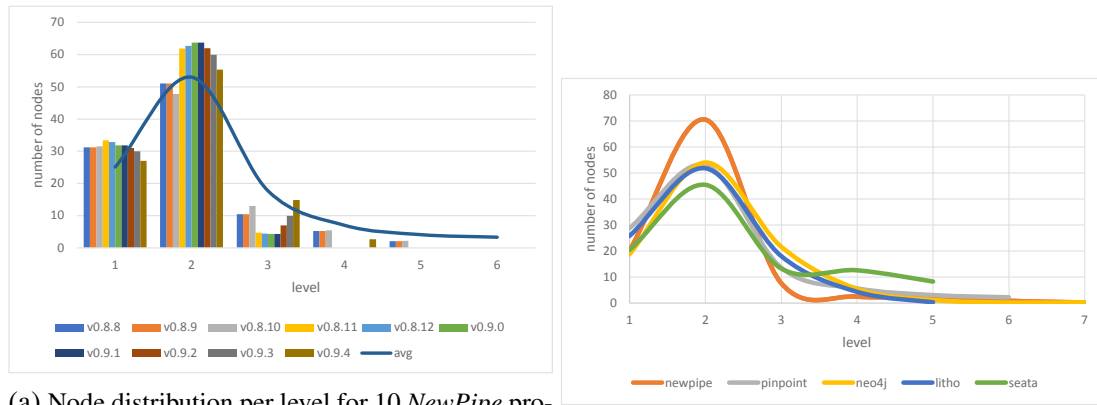 70
60
50
40
30
20
10
0
number of nodes
1 2 3 4 5 6
level
v0.8.8 v0.8.9 v0.8.10 v0.8.11 v0.8.12 v0.9.0
v0.9.1 v0.9.2 v0.9.3 v0.9.4 avg
(a) Node distribution per level for 10 NewPine pro-
80
70
60
50
40
30
20
10
0
number of nodes
1 2 3 4 5 6 7
level
newpipe pinpoint neo4j litho seata